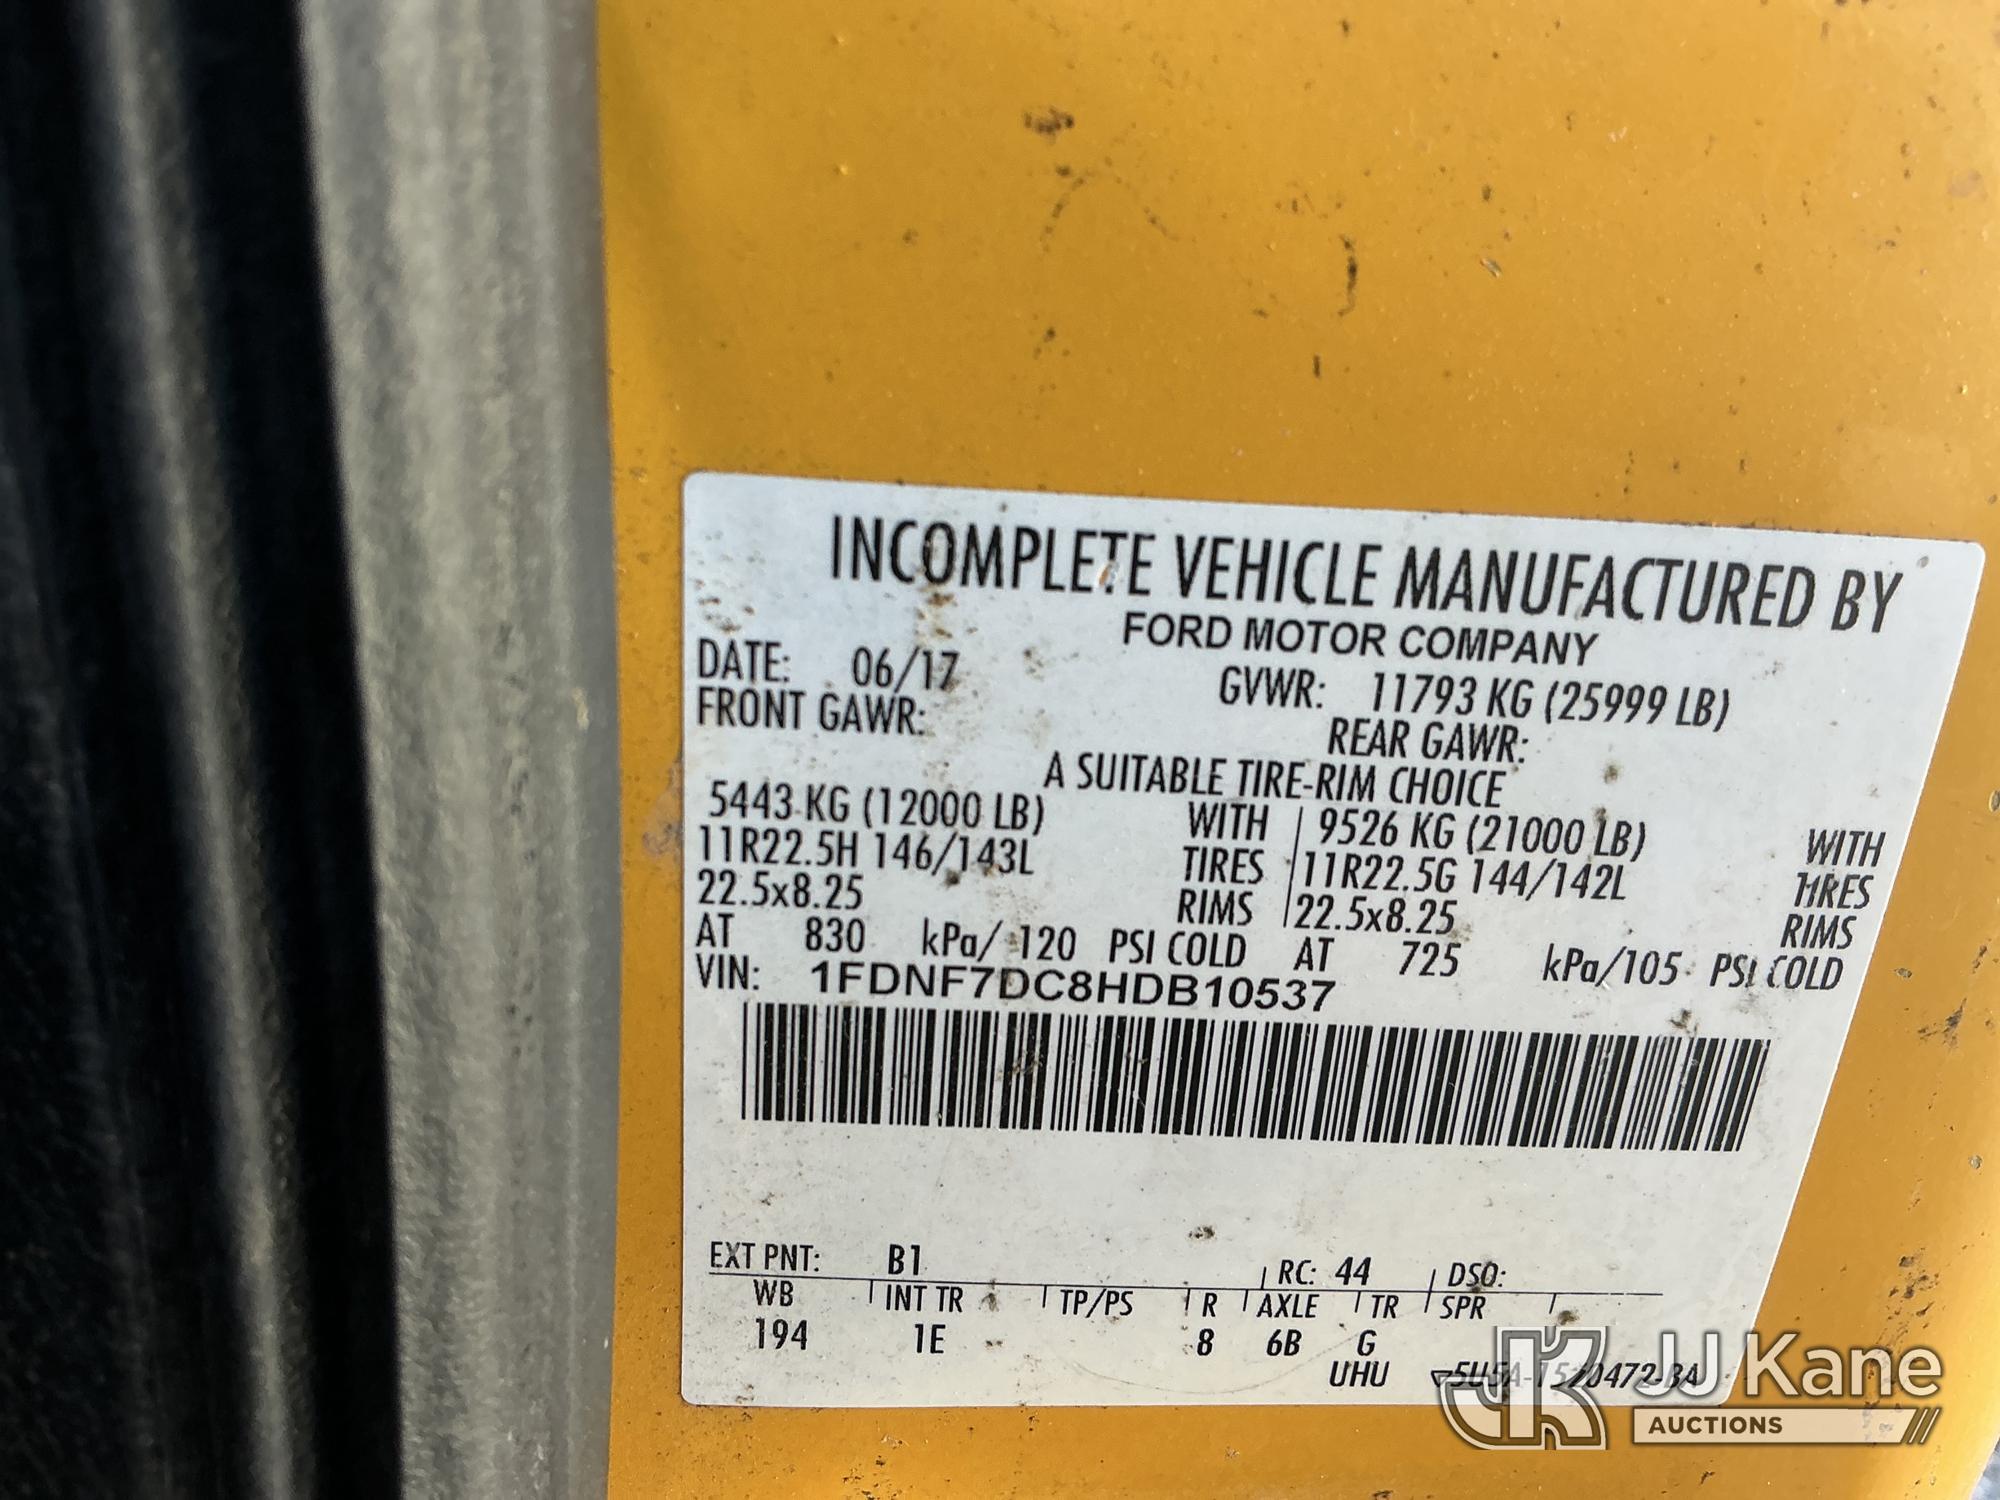 INCOMPLETE VEHICLE MANUFACTURED BY
FORD MOTOR COMPANY
DATE: 06/17 GVWR: 11793 KG (25999 LB)
FRONT GAWR: REAR GAWR:
A SUITABLE TIRE-RIM CHOICE
5443 KG (12000 LB) WITH 9526 KG (21000 LB) WITH
11R22.5H 146/143L TIRES 11R22.5G 144/142L TIRES
22.5x8.25 RIMS 22.5x8.25 RIMS
AT 830 kPa/ 120 PSI COLD AT 725 kPa/105 PSI COLD
VIN: 1FDNF7DC8HDB10537
EXT PNT: B1 RC: 44 DSO:
WB INT TR TP/PS R AXLE TR SPR
194 1E 8 6B G
UHU
JJ Kane
AUCTIONS